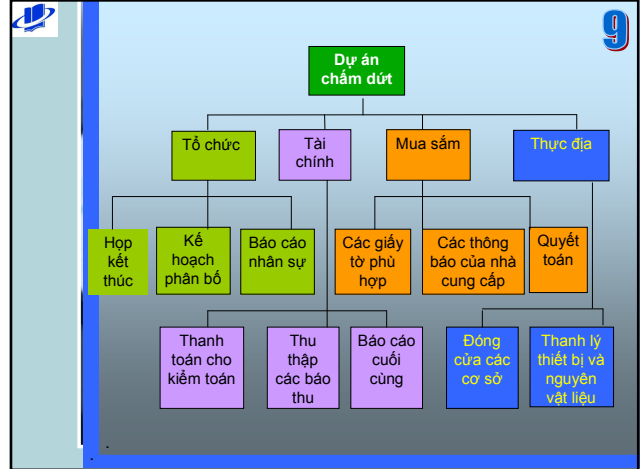 9
Dự án
chấm dứt
Tổ chức
Tài
chính
Mua sắm
Thực địa
Họp
kết
thúc
Kế
hoạch
phân bố
Báo cáo
nhân sự
Các giấy
tờ phù
hợp
Các thông
báo của nhà
cung cấp
Quyết
toán
Thanh
toán cho
kiểm toán
Thu
thập
các báo
thu
Báo cáo
cuối
cùng
Đóng
cửa các
cơ sở
Thanh lý
thiết bị và
nguyên
vật liệu